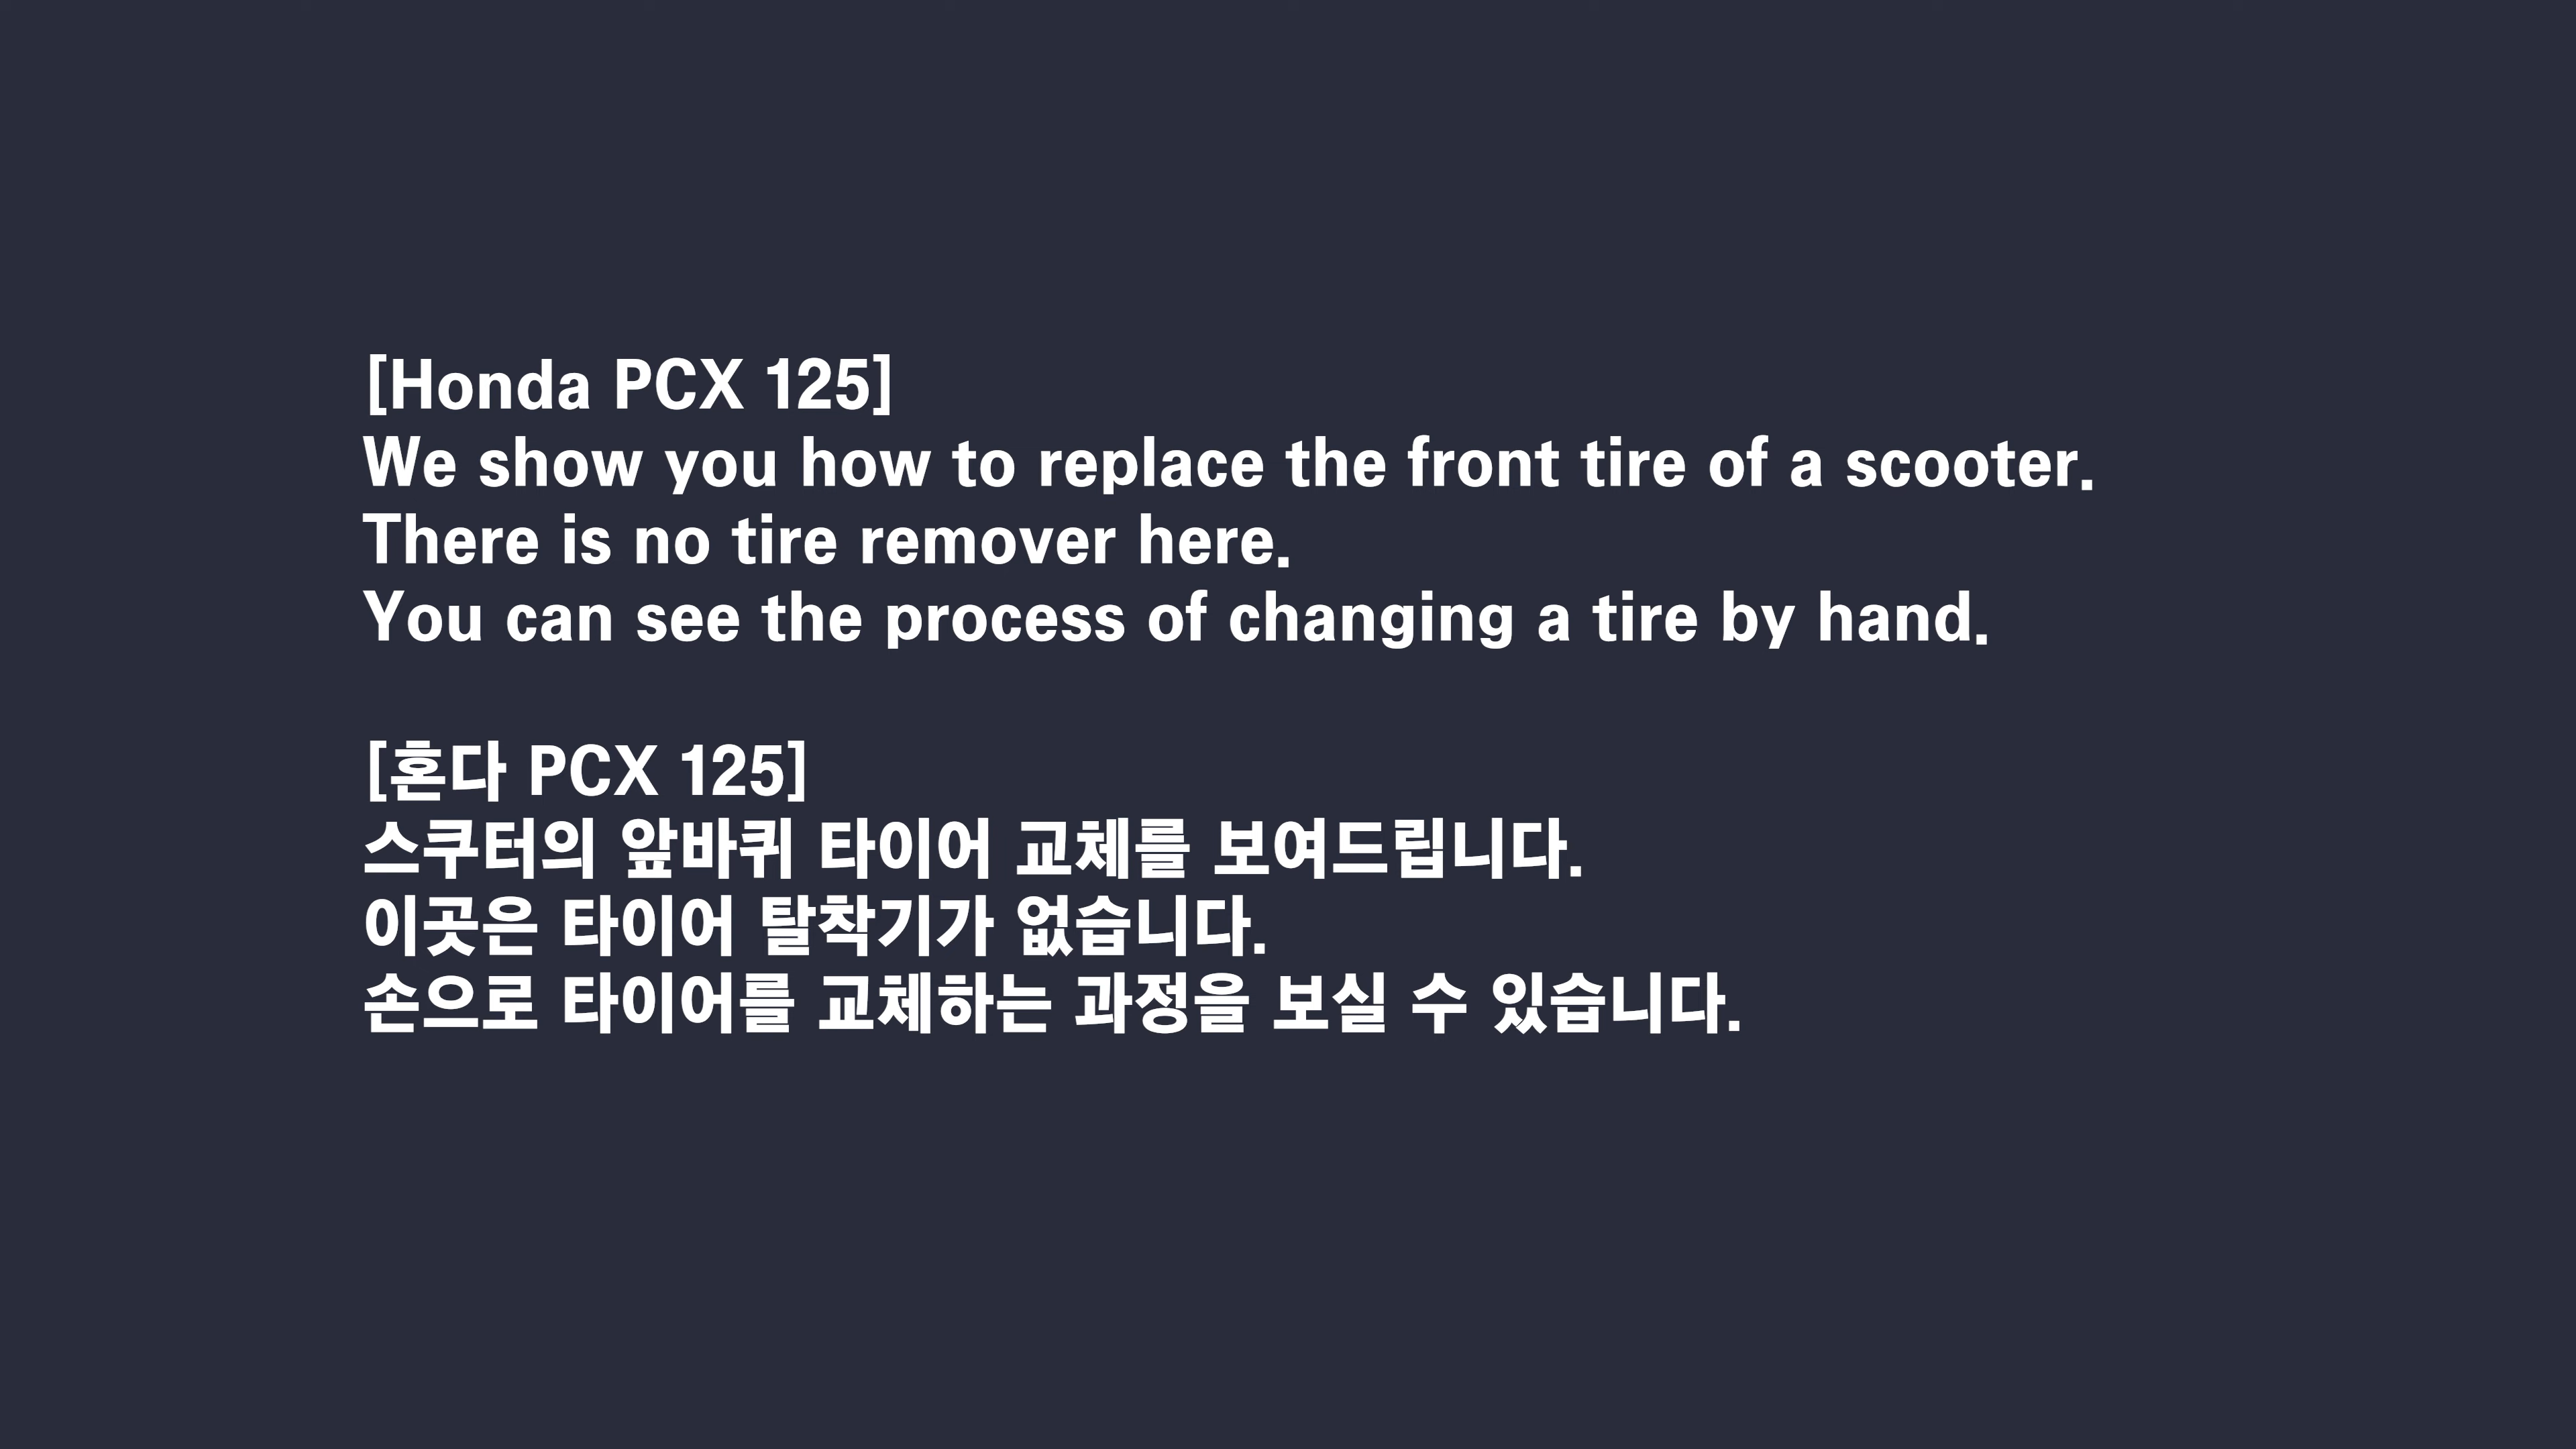 [Honda PCX 125]
We show you how to replace the front tire of a scooter.
There is no tire remover here.
You can see the process of changing a tire by hand.
[혼다 PCX 125]
스쿠터의 앞바퀴 타이어 교체를 보여드립니다.
이곳은 타이어 탈착기가 없습니다.
손으로 타이어를 교체하는 과정을 보실 수 있습니다.